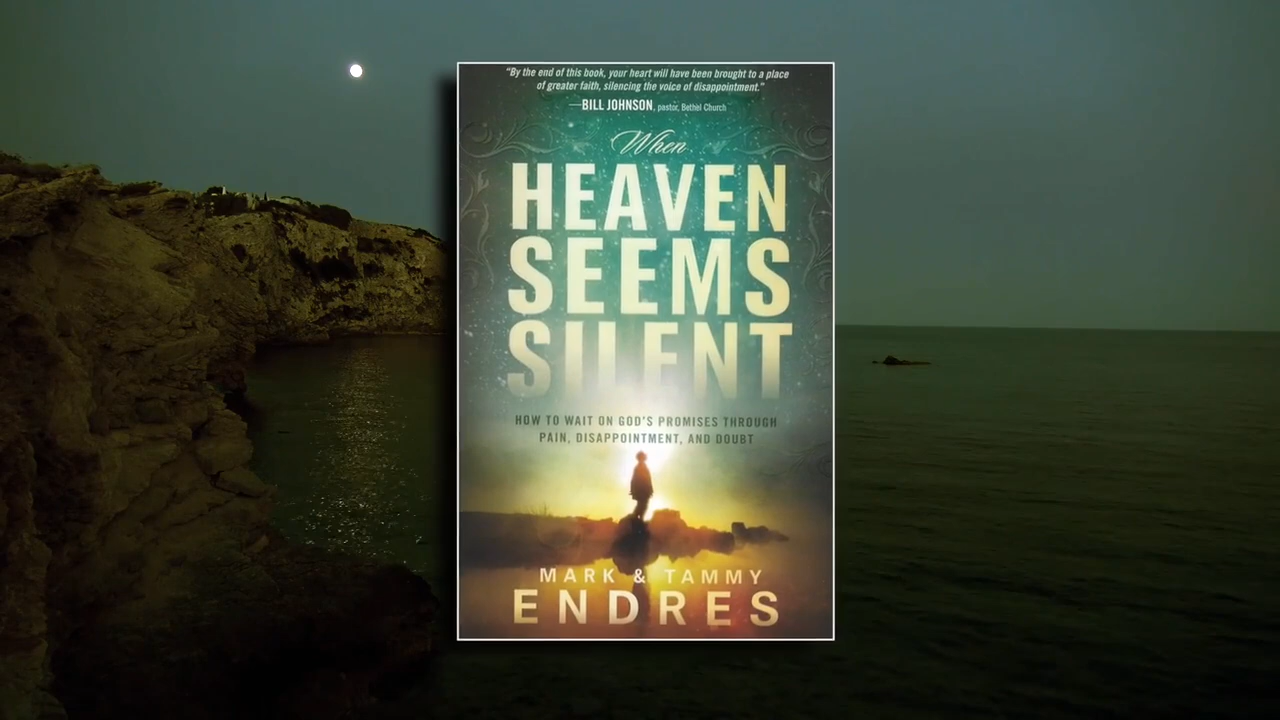 "By the end of this book, your heart will have been brought to a place
of greater faith, silencing the voice of disappointment."
—BILL JOHNSON, pastor, Bethel Church
When
HEAVEN
SEEMS
SILENT
HOW TO WAIT ON GOD'S PROMISES THROUGH
PAIN, DISAPPOINTMENT, AND DOUBT
MARK & TAMMY
ENDRES